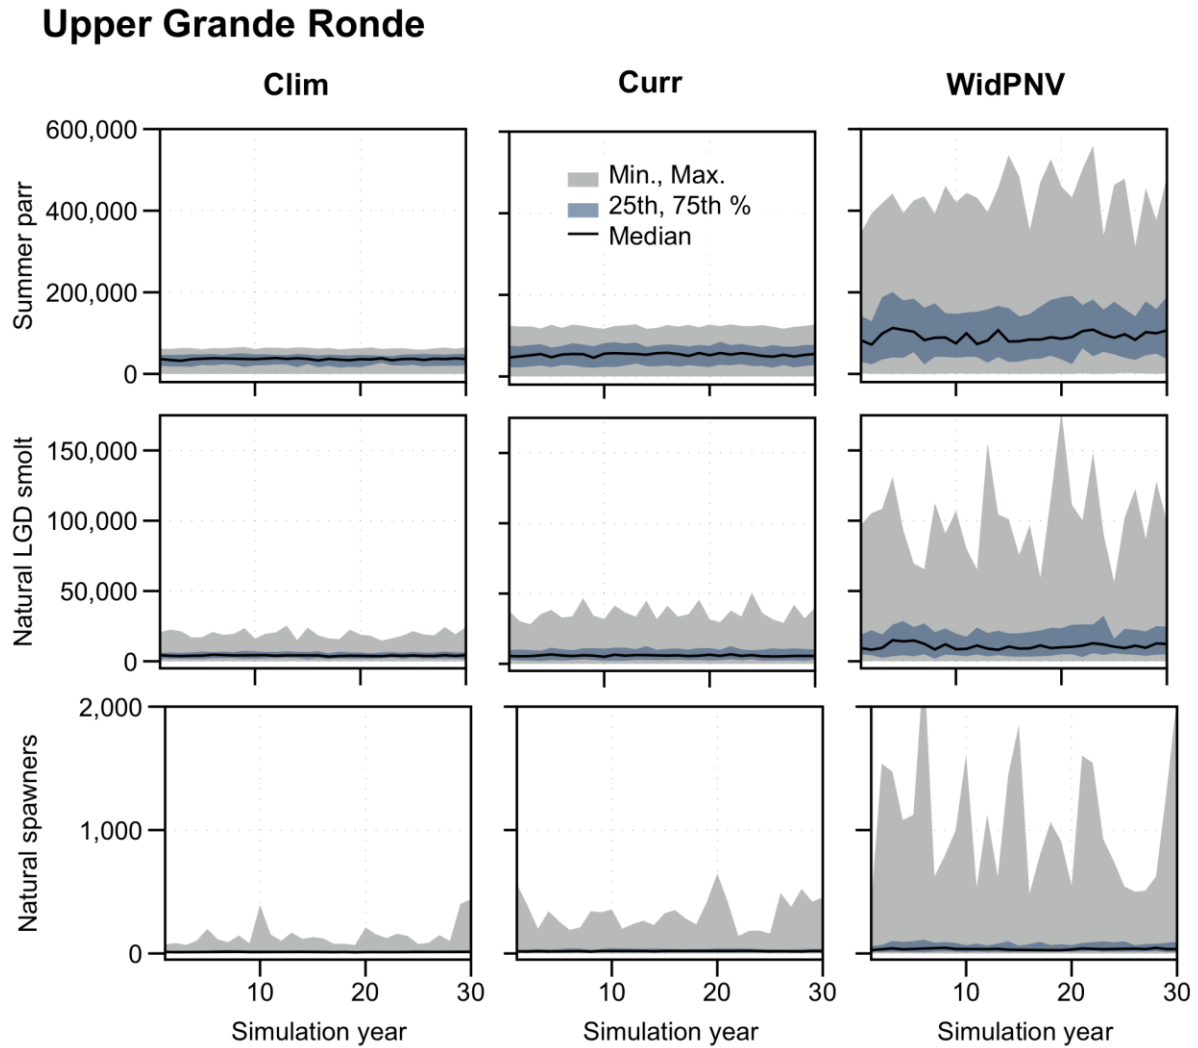 Upper Grande Ronde
Clim Curr WidPNV
Summer parr
600,000
400,000
200,000
0
Min., Max.
25th, 75th %
Median
Natural LGD smolt
150,000
100,000
50,000
0
Natural spawners
2,000
1,000
0
10 20 30 10 20 30 10 20 30
Simulation year Simulation year Simulation year